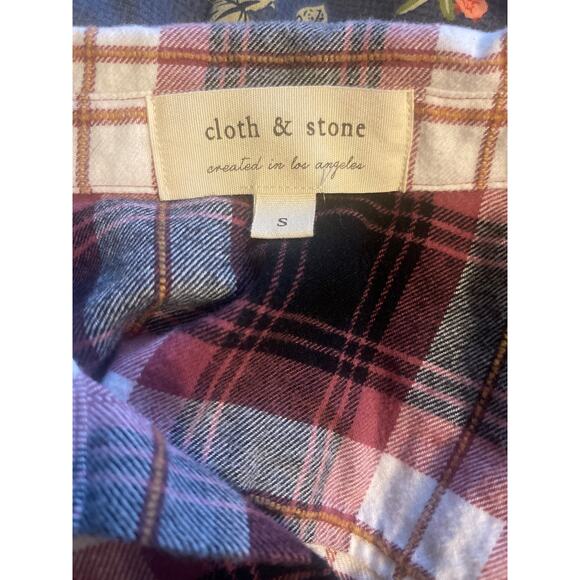 cloth & stone
created in los angeles
S